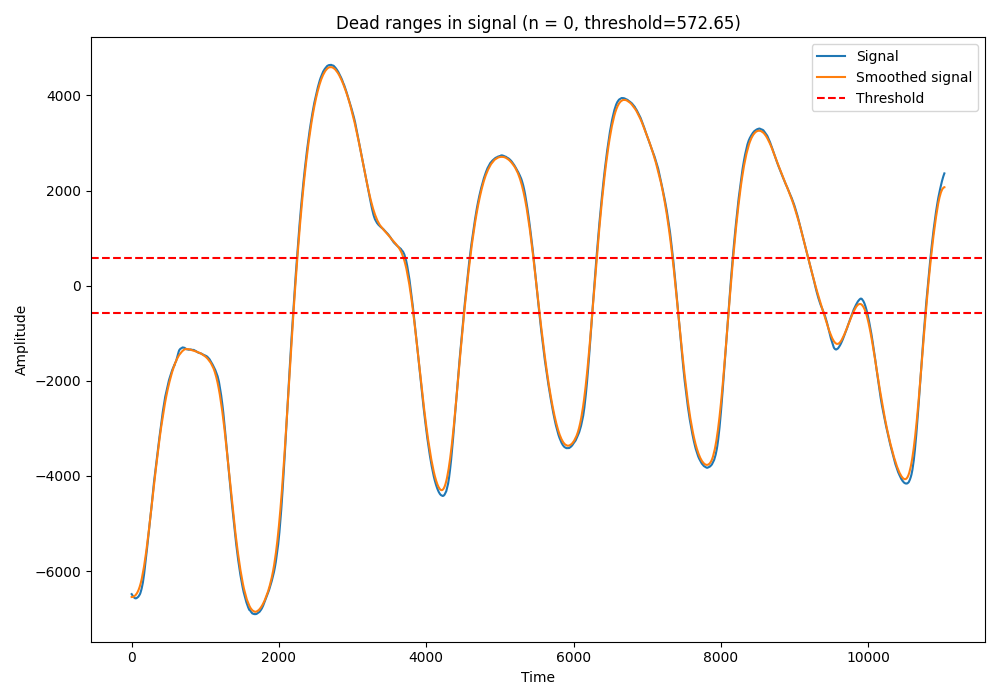 Dead ranges in signal (n = 0, threshold=572.65)
Signal
Smoothed signal
Threshold
Amplitude
4000
2000
0
−2000
−4000
−6000
0 2000 4000 6000 8000 10000
Time